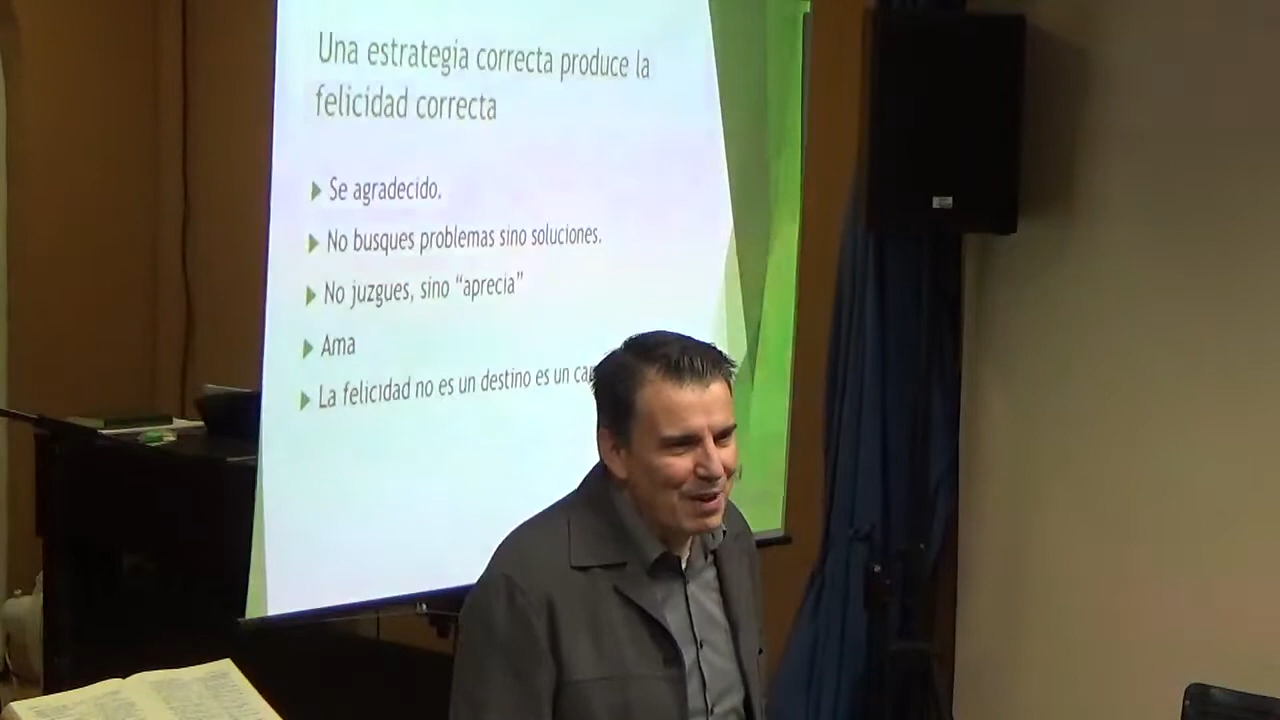 Una estrategia correcta produce la
felicidad correcta
Se agradecido.
No busques problemas sino soluciones.
No juzgues, sino “aprecia”
Ama
La felicidad no es un destino es un